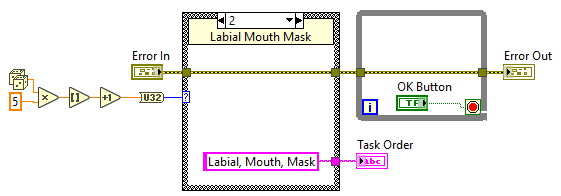 2
Labial Mouth Mask
Error In
Error Out
OK Button
TF
5
×
[]
+1
U32
?
i
Labial, Mouth, Mask
Task Order
abc